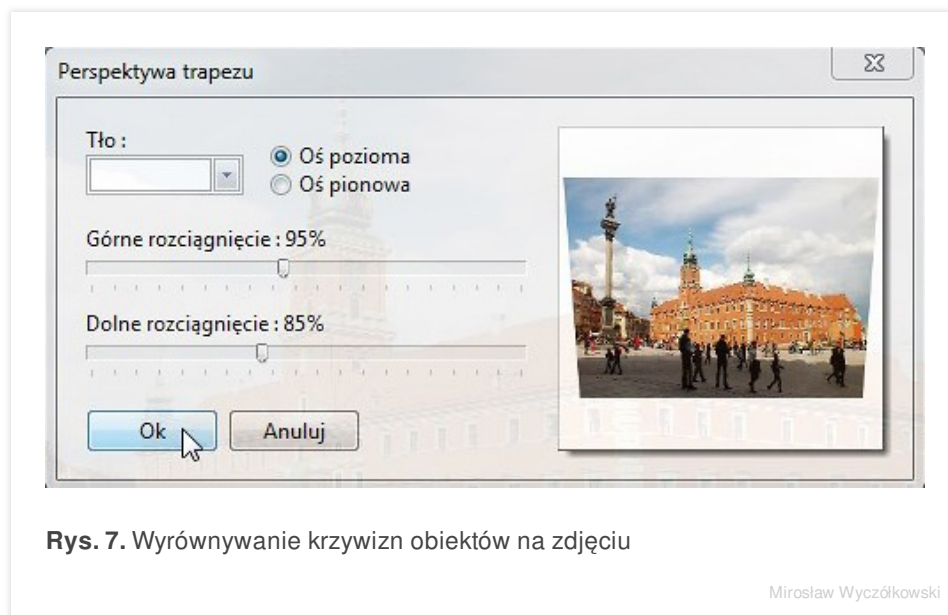 Perspektywa trapezu
Tło :
Oś pozioma
Oś pionowa
Górne rozciągnięcie : 95%
Dolne rozciągnięcie : 85%
Ok
Anuluj
Rys. 7. Wyrównywanie krzywizn obiektów na zdjęciu
Mirosław Wyczółkowski